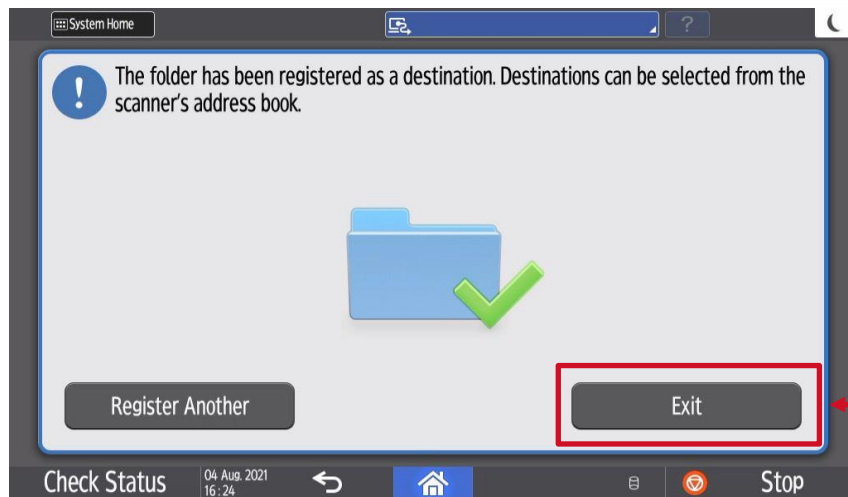 System Home
?
The folder has been registered as a destination. Destinations can be selected from the
scanner's address book.
Register Another
Exit
Check Status
04 Aug. 2021
16:24
Stop